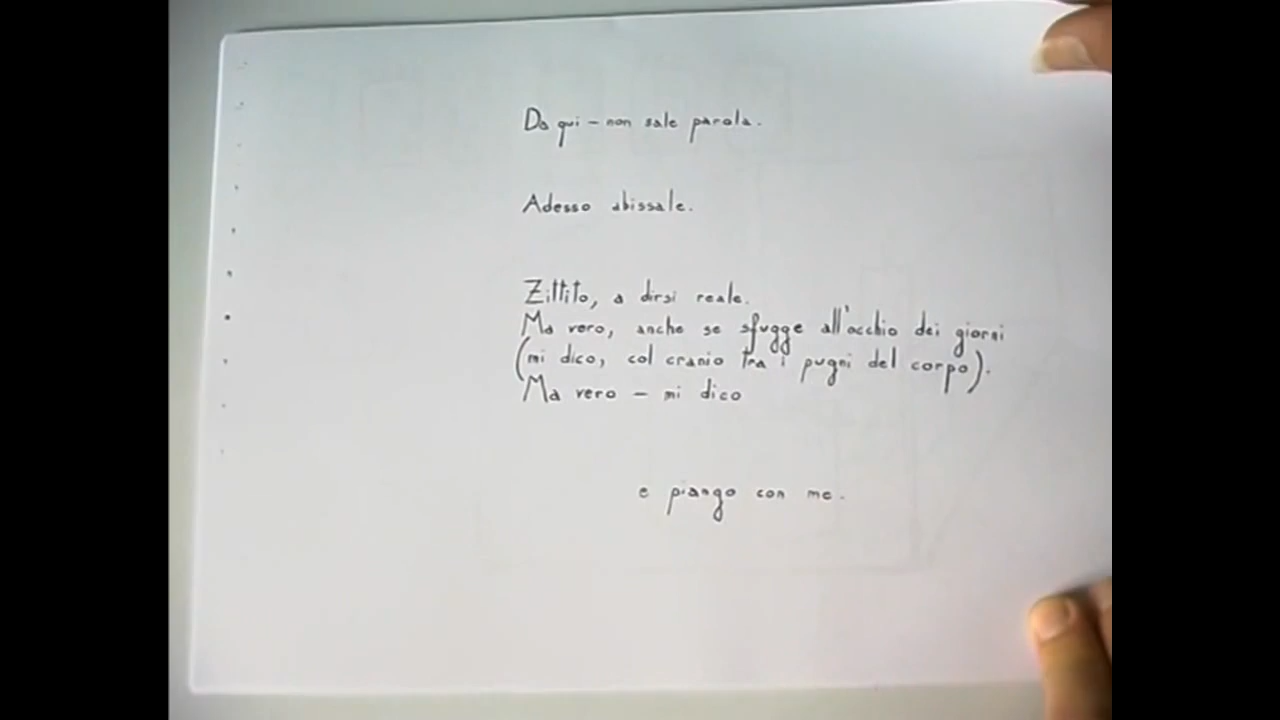 Da qui – non sale parola.
Adesso abissale.
Zittito, a dirsi reale.
Ma vero, anche se sfugge all'occhio dei giorni
(mi dico, col cranio tra i pugni del corpo).
Ma vero – mi dico
e piango con me.